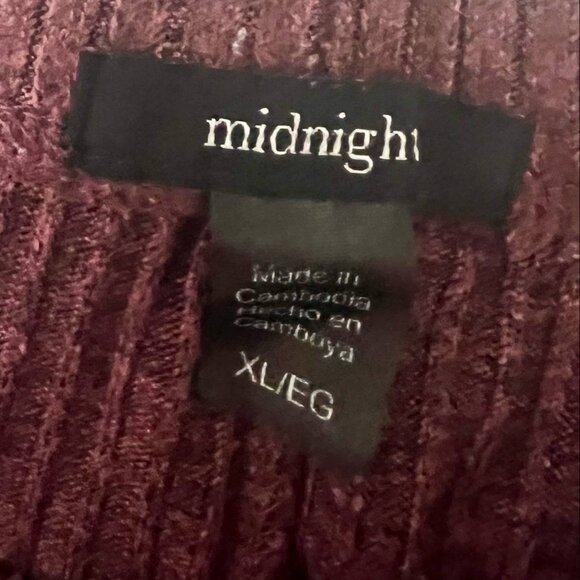 midnight
Made in
Cambodia
Hecho en
Camboya
XL/EG